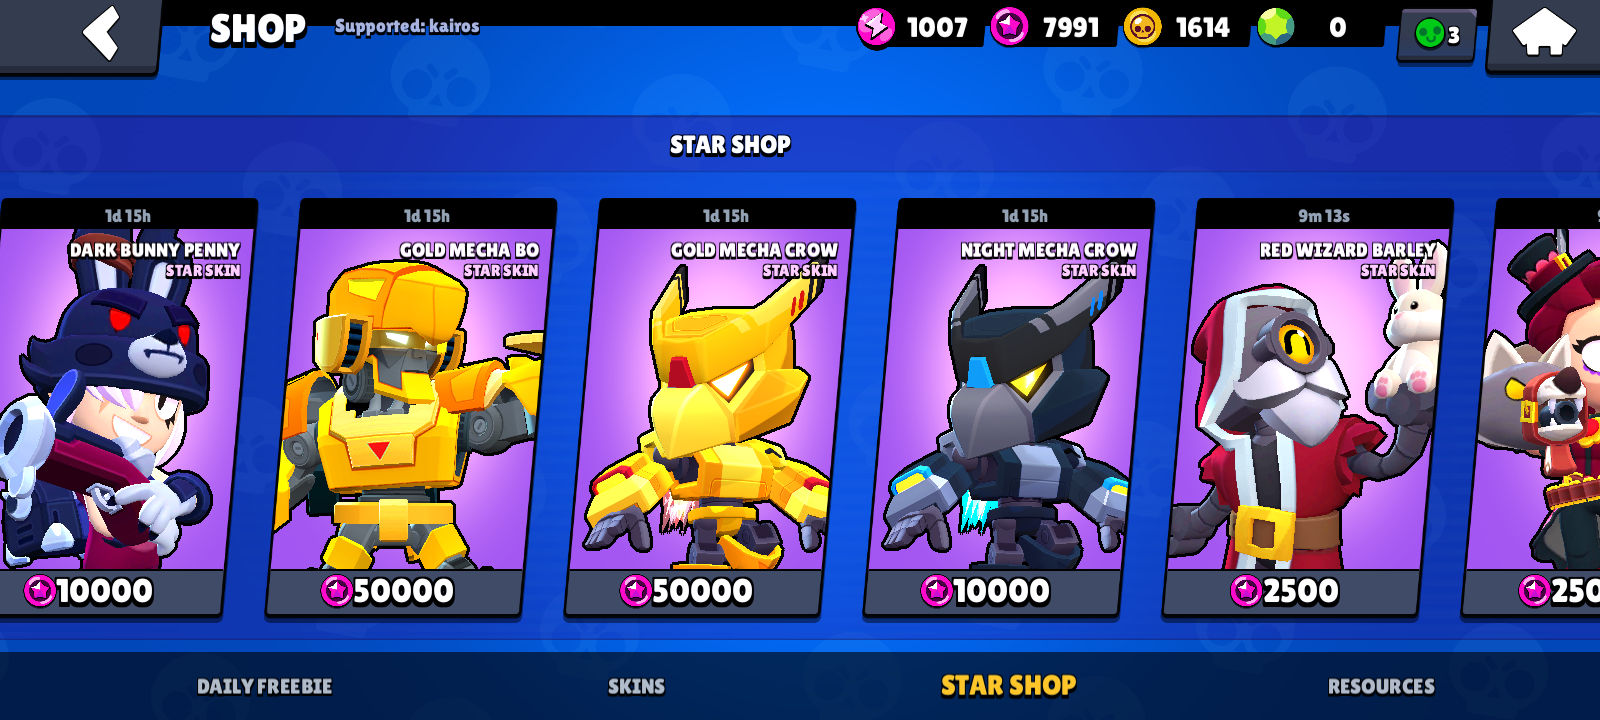 SHOP
Supported: kairos
1007
7991
1614
0
3
STAR SHOP
1d 15h
DARK BUNNY PENNY
STAR SKIN
10000
1d 15h
GOLD MECHA BO
STAR SKIN
50000
1d 15h
GOLD MECHA CROW
STAR SKIN
50000
1d 15h
NIGHT MECHA CROW
STAR SKIN
10000
9m 13s
RED WIZARD BARLEY
STAR SKIN
2500
250
DAILY FREEBIE
SKINS
STAR SHOP
RESOURCES